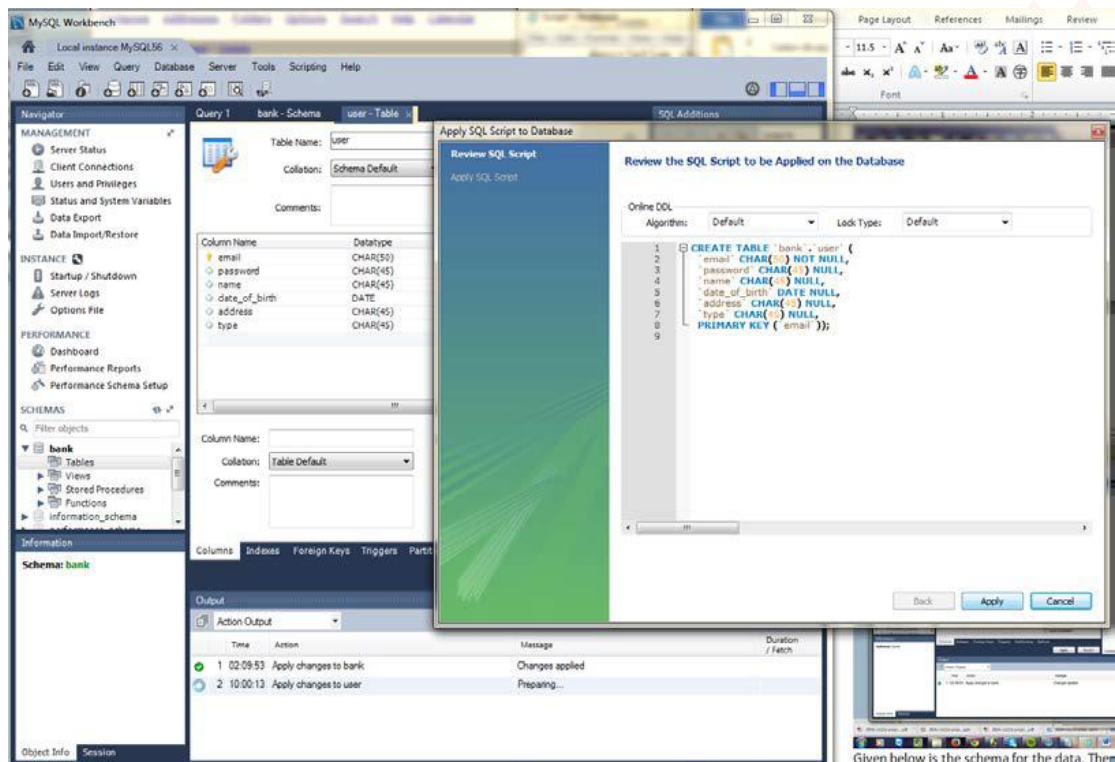 MySQL Workbench
Local instance MySQL56
File Edit View Query Database Server Tools Scripting Help
Navigator
MANAGEMENT
Server Status
Client Connections
Users and Privileges
Status and System Variables
Data Export
Data Import/Restore
INSTANCE
Startup / Shutdown
Server Logs
Options File
PERFORMANCE
Dashboard
Performance Reports
Performance Schema Setup
SCHEMAS
Filter objects
bank
Tables
Views
Stored Procedures
Functions
information_schema
Information
Schema: bank
Object Info Session
Query 1 bank - Schema user - Table
SQL Additions
Table Name: user
Collation: Schema Default
Comments:
Column Name Datatype
email CHAR(50)
password CHAR(45)
name CHAR(45)
date_of_birth DATE
address CHAR(45)
type CHAR(45)
Column Name:
Collation: Table Default
Comments:
Columns Indexes Foreign Keys Triggers Partit
Output
Action Output
Time Action Message Duration / Fetch
1 02:09:53 Apply changes to bank Changes applied
2 10:00:13 Apply changes to user Preparing...
Apply SQL Script to Database
Review SQL Script
Apply SQL Script
Review the SQL Script to be Applied on the Database
Online DDL
Algorithm: Default Lock Type: Default
1 CREATE TABLE `bank`.`user` (
2 `email` CHAR(50) NOT NULL,
3 `password` CHAR(45) NULL,
4 `name` CHAR(45) NULL,
5 `date_of_birth` DATE NULL,
6 `address` CHAR(45) NULL,
7 `type` CHAR(45) NULL,
8 PRIMARY KEY (`email`));
9
Back Apply Cancel
Page Layout References Mailings Review
11.5
Font
Given below is the schema for the data. Then